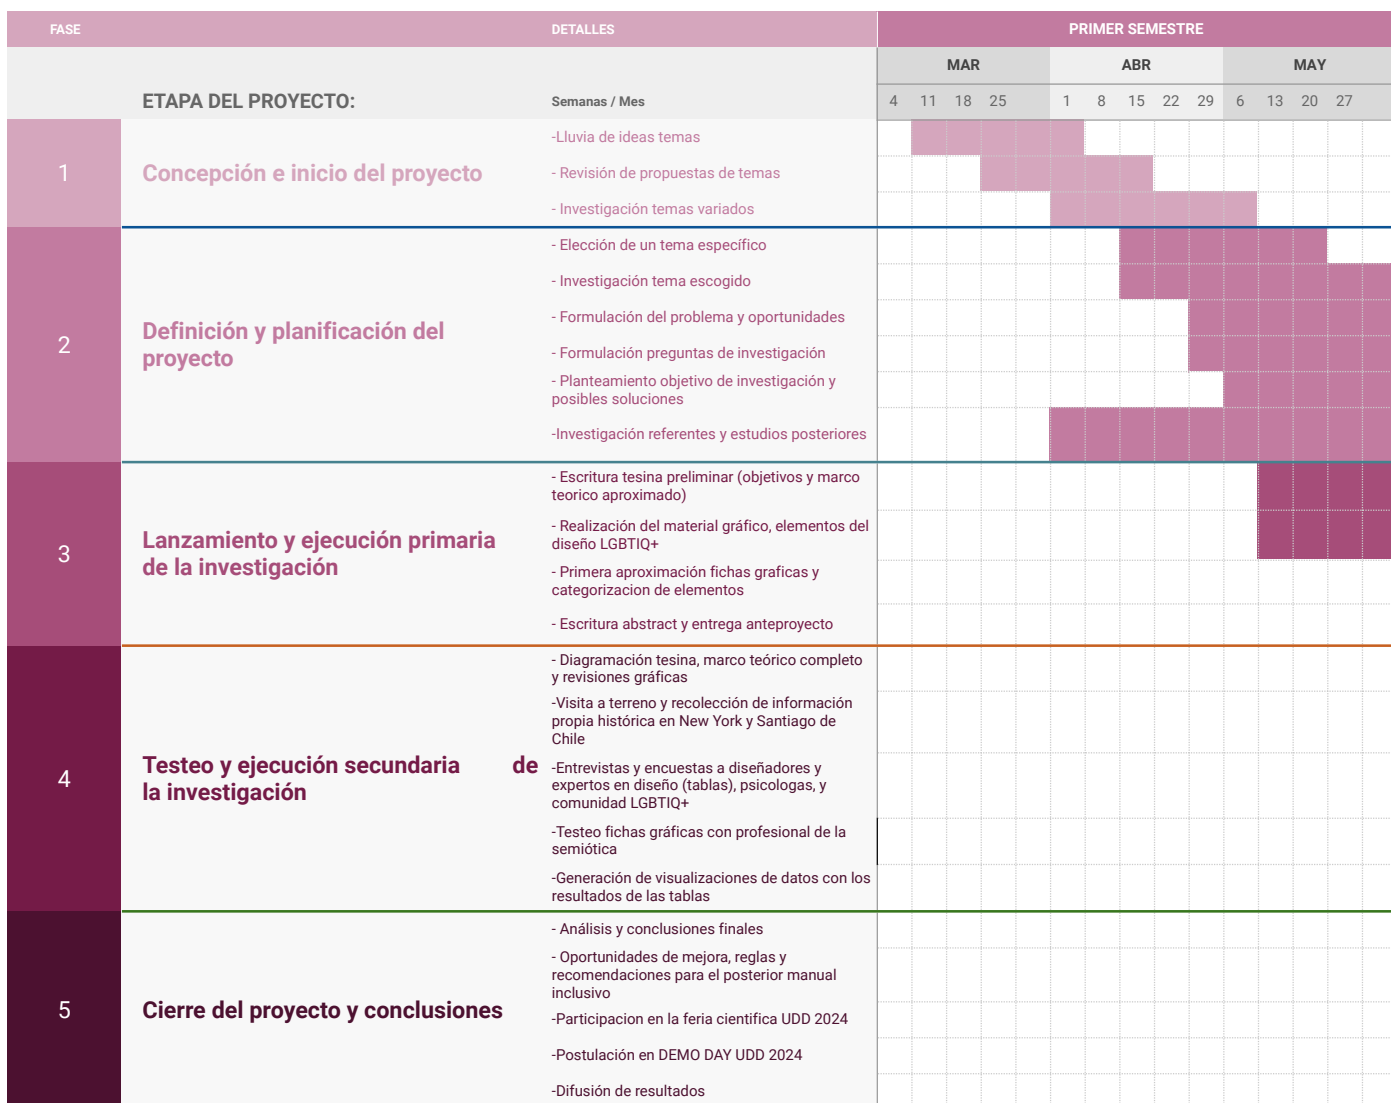 FASE DETALLES PRIMER SEMESTRE
MAR ABR MAY
ETAPA DEL PROYECTO: Semanas / Mes 4 11 18 25 1 8 15 22 29 6 13 20 27
1
Concepción e inicio del proyecto
-Lluvia de ideas temas
- Revisión de propuestas de temas
- Investigación temas variados
2
Definición y planificación del
proyecto
- Elección de un tema específico
- Investigación tema escogido
- Formulación del problema y oportunidades
- Formulación preguntas de investigación
- Planteamiento objetivo de investigación y
posibles soluciones
-Investigación referentes y estudios posteriores
3
Lanzamiento y ejecución primaria
de la investigación
- Escritura tesina preliminar (objetivos y marco
teorico aproximado)
- Realización del material gráfico, elementos del
diseño LGBTIQ+
- Primera aproximación fichas graficas y
categorizacion de elementos
- Escritura abstract y entrega anteproyecto
4
Testeo y ejecución secundaria de
la investigación
- Diagramación tesina, marco teórico completo
y revisiones gráficas
-Visita a terreno y recolección de información
propia histórica en New York y Santiago de
Chile
-Entrevistas y encuestas a diseñadores y
expertos en diseño (tablas), psicologas, y
comunidad LGBTIQ+
-Testeo fichas gráficas con profesional de la
semiótica
-Generación de visualizaciones de datos con los
resultados de las tablas
5
Cierre del proyecto y conclusiones
- Análisis y conclusiones finales
- Oportunidades de mejora, reglas y
recomendaciones para el posterior manual
inclusivo
-Participacion en la feria cientifica UDD 2024
-Postulación en DEMO DAY UDD 2024
-Difusión de resultados